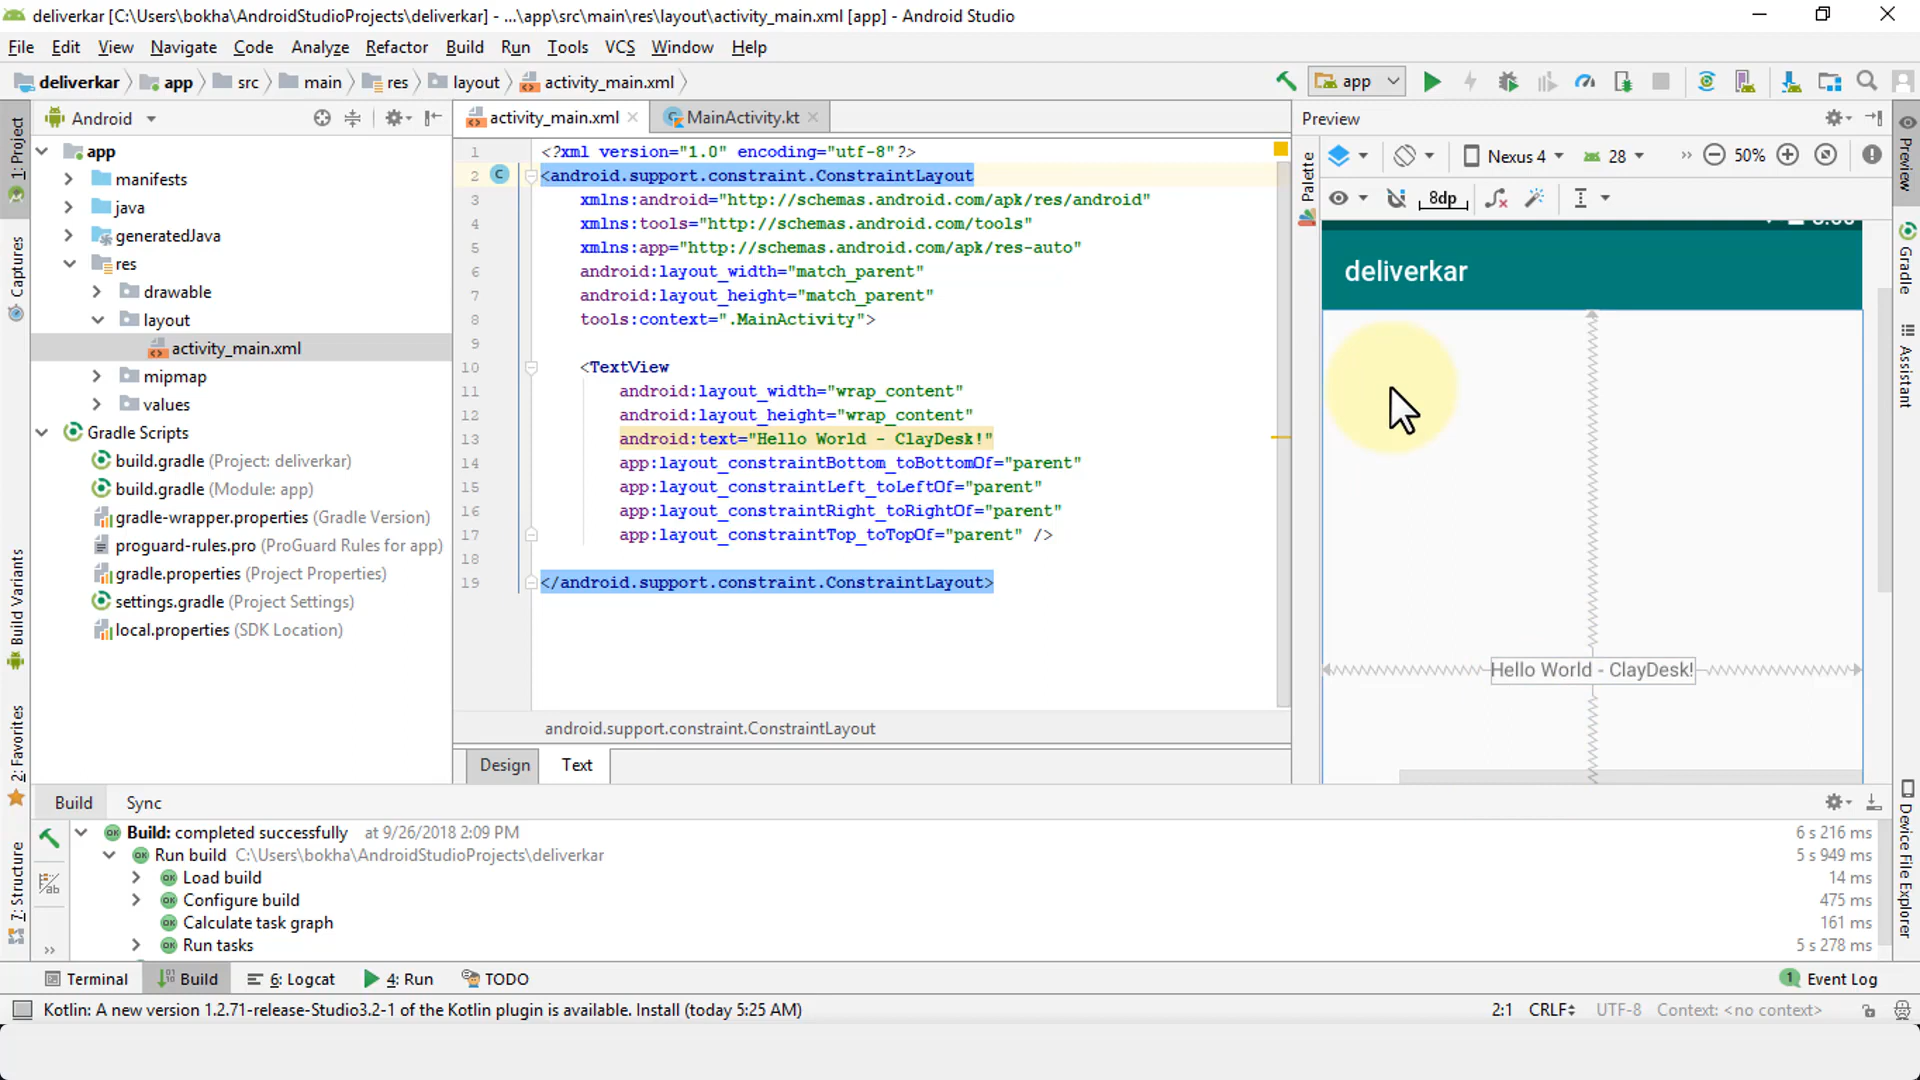 deliverkar [C:\Users\bokha\AndroidStudioProjects\deliverkar] - ...\app\src\main\res\layout\activity_main.xml [app] - Android Studio
File Edit View Navigate Code Analyze Refactor Build Run Tools VCS Window Help
deliverkar app src main res layout activity_main.xml app
Android activity_main.xml MainActivity.kt Preview
1: Project
Captures
Build Variants
2: Favorites
7: Structure
app
manifests
java
generatedJava
res
drawable
layout
activity_main.xml
mipmap
values
Gradle Scripts
build.gradle (Project: deliverkar)
build.gradle (Module: app)
gradle-wrapper.properties (Gradle Version)
proguard-rules.pro (ProGuard Rules for app)
gradle.properties (Project Properties)
settings.gradle (Project Settings)
local.properties (SDK Location)
1 <?xml version="1.0" encoding="utf-8"?>
2 <android.support.constraint.ConstraintLayout
3 xmlns:android="http://schemas.android.com/apk/res/android"
4 xmlns:tools="http://schemas.android.com/tools"
5 xmlns:app="http://schemas.android.com/apk/res-auto"
6 android:layout_width="match_parent"
7 android:layout_height="match_parent"
8 tools:context=".MainActivity">
9
10 <TextView
11 android:layout_width="wrap_content"
12 android:layout_height="wrap_content"
13 android:text="Hello World - ClayDesk!"
14 app:layout_constraintBottom_toBottomOf="parent"
15 app:layout_constraintLeft_toLeftOf="parent"
16 app:layout_constraintRight_toRightOf="parent"
17 app:layout_constraintTop_toTopOf="parent" />
18
19 </android.support.constraint.ConstraintLayout>
android.support.constraint.ConstraintLayout
Design Text
Palette
Nexus 4 28 50%
8dp
deliverkar
Hello World - ClayDesk!
Preview
Gradle
Assistant
Device File Explorer
Build Sync
Build: completed successfully at 9/26/2018 2:09 PM 6 s 216 ms
Run build C:\Users\bokha\AndroidStudioProjects\deliverkar 5 s 949 ms
Load build 14 ms
Configure build 475 ms
Calculate task graph 161 ms
Run tasks 5 s 278 ms
Terminal Build 6: Logcat 4: Run TODO 1 Event Log
Kotlin: A new version 1.2.71-release-Studio3.2-1 of the Kotlin plugin is available. Install (today 5:25 AM) 2:1 CRLF UTF-8 Context: <no context>